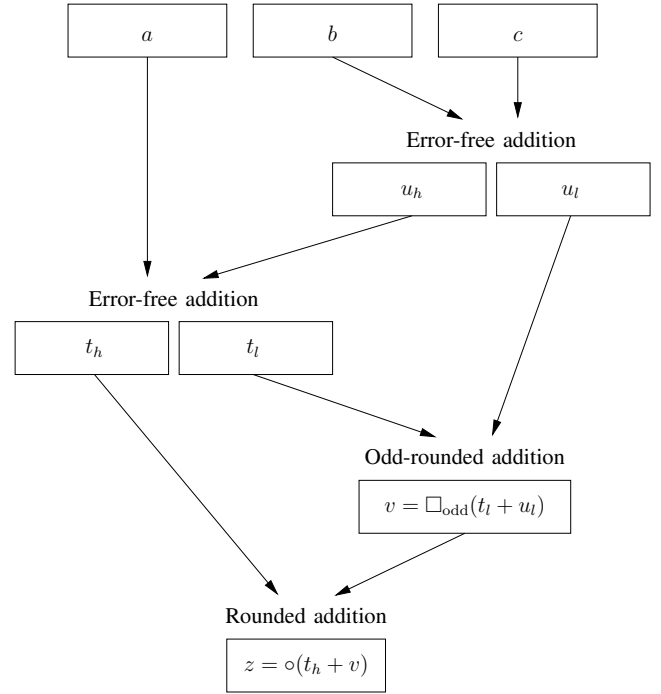 a b c
Error-free addition
u_h u_l
Error-free addition
t_h t_l
Odd-rounded addition
v = □_odd(t_l + u_l)
Rounded addition
z = ∘(t_h + v)